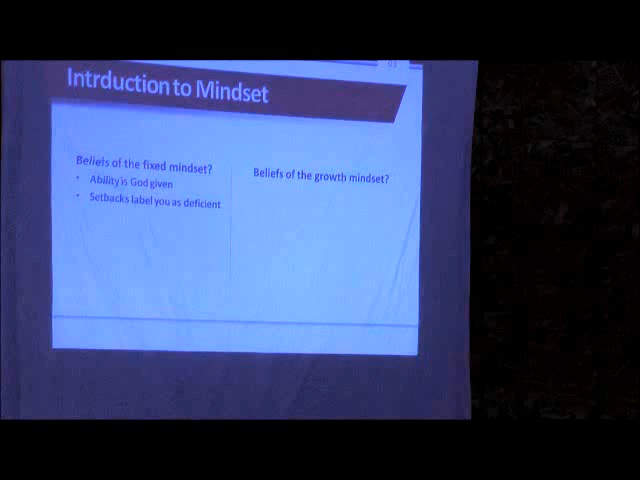 Intrduction to Mindset
Beliefs of the fixed mindset?
• Ability is God given
• Setbacks label you as deficient
Beliefs of the growth mindset?